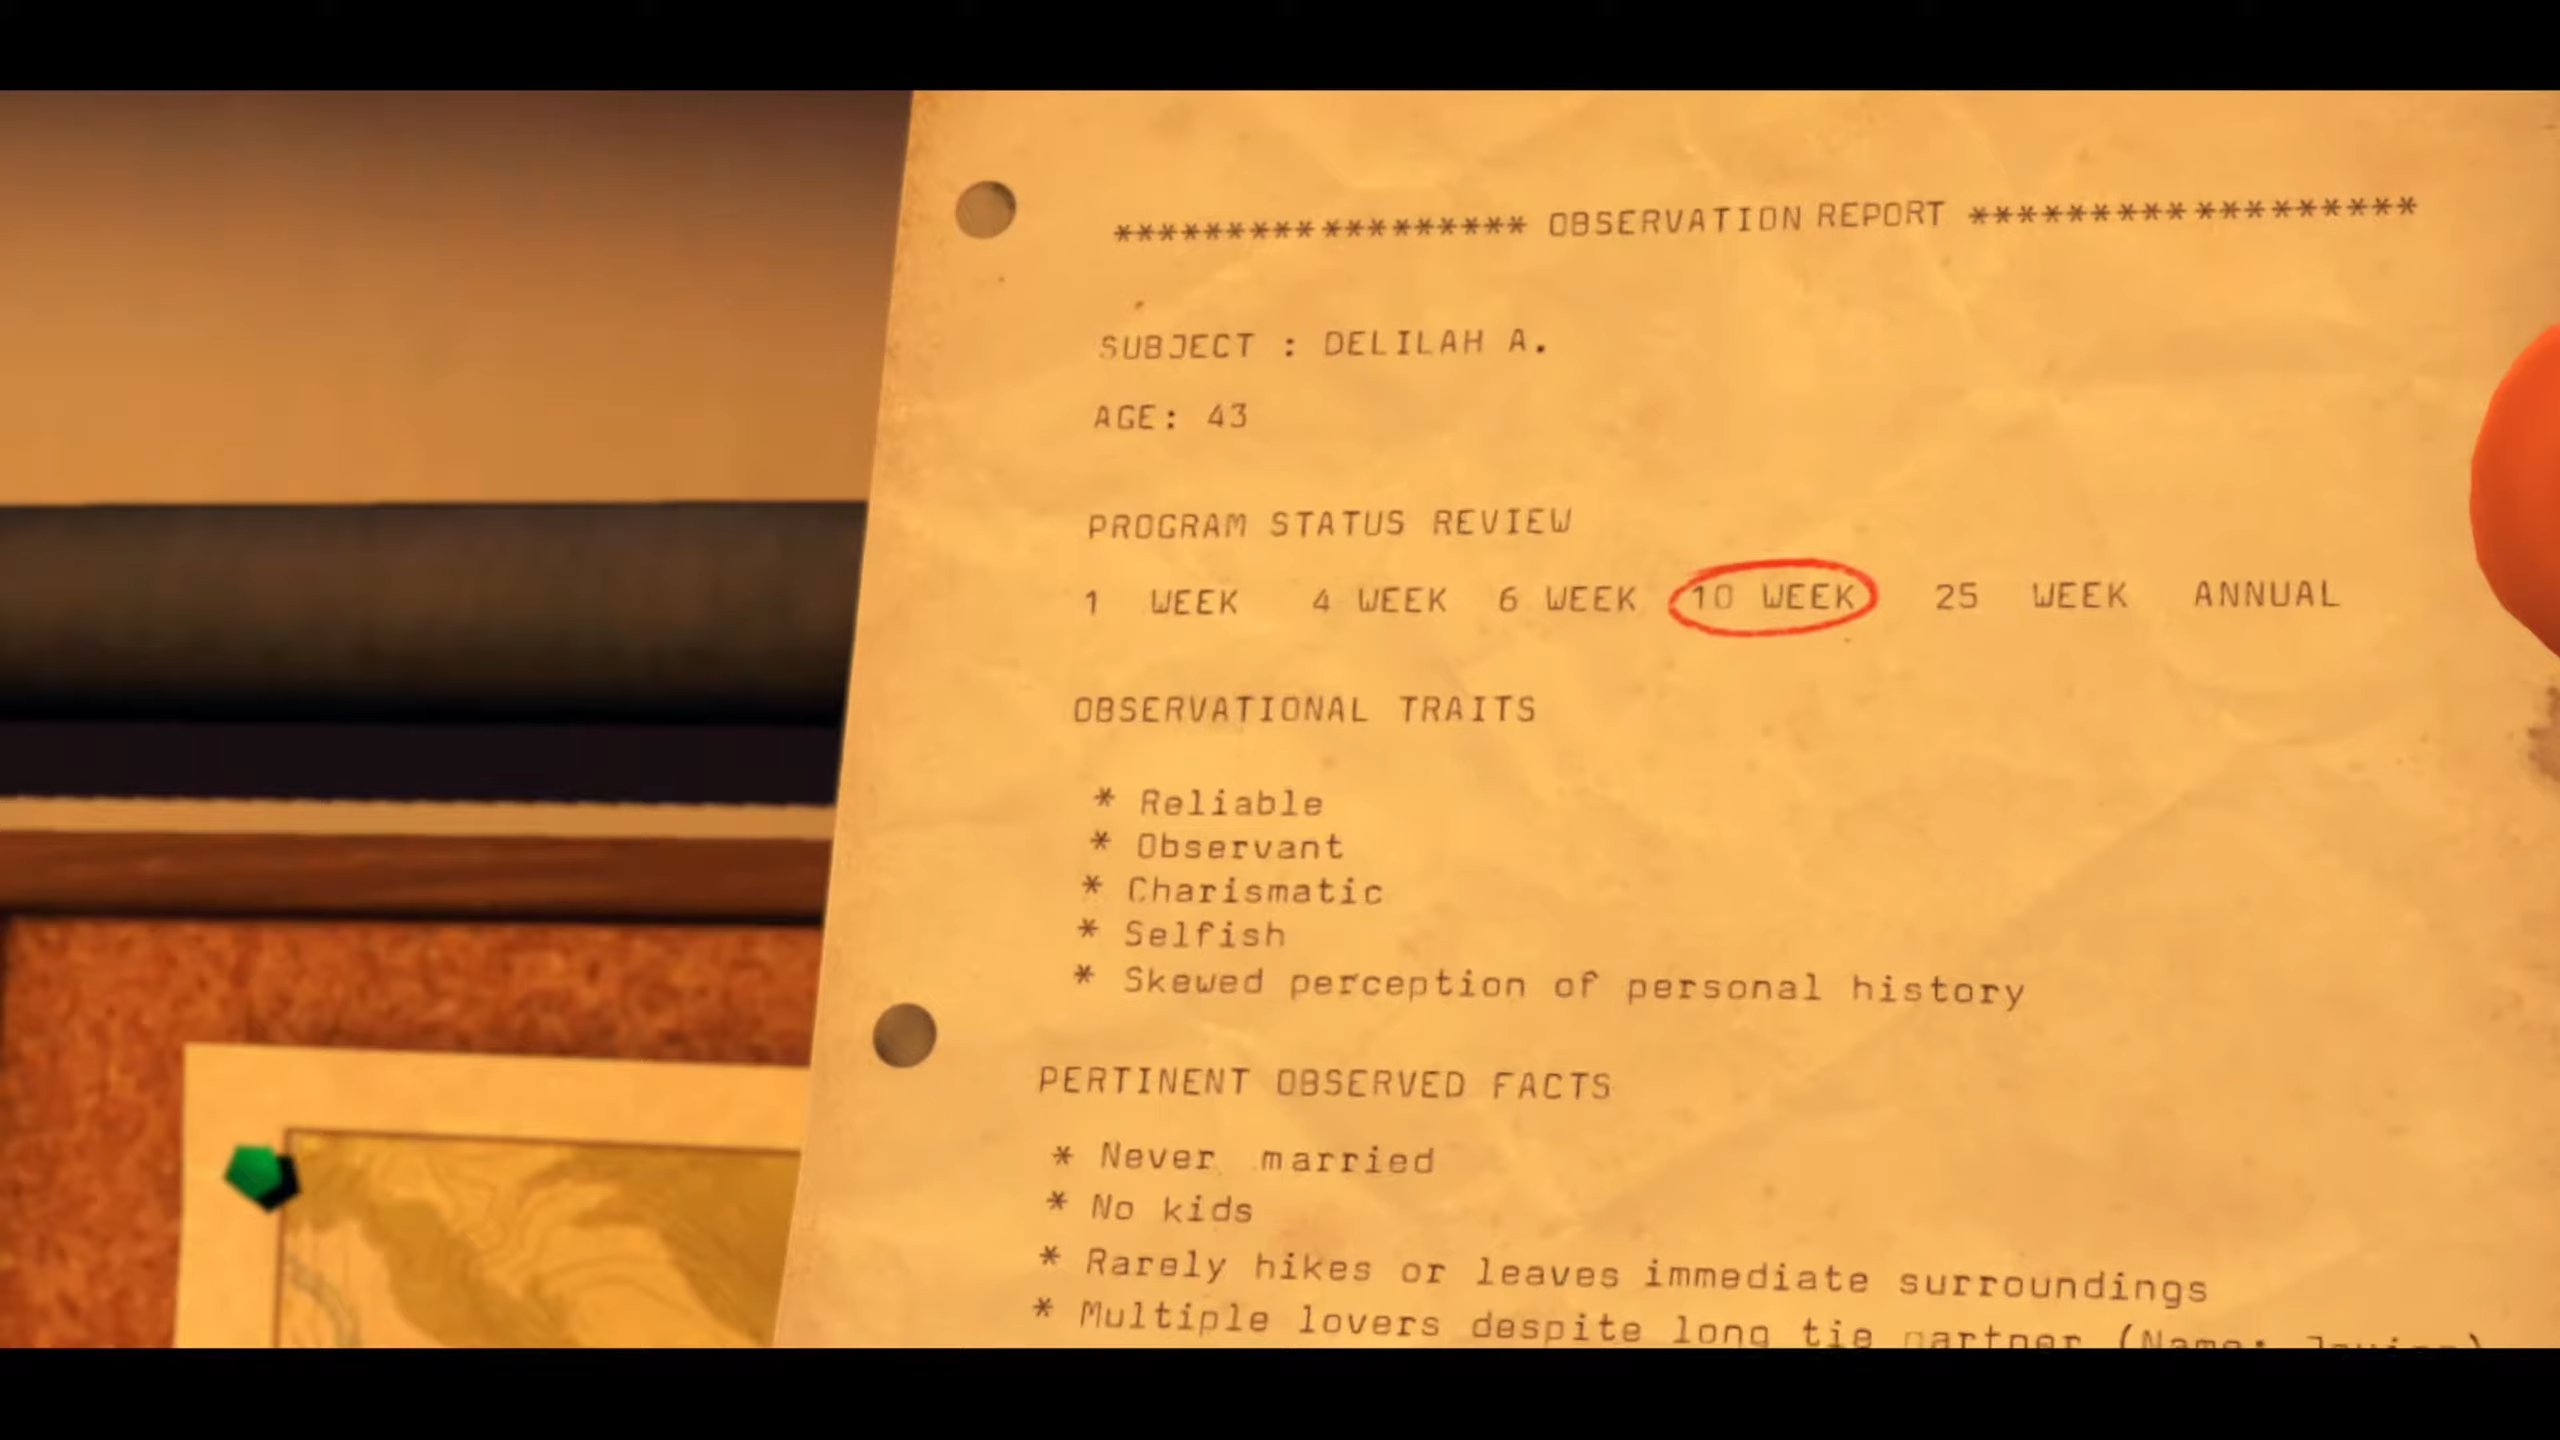 ****************** OBSERVATION REPORT ******************
SUBJECT : DELILAH A.
AGE: 43
PROGRAM STATUS REVIEW
1 WEEK 4 WEEK 6 WEEK 10 WEEK 25 WEEK ANNUAL
OBSERVATIONAL TRAITS
* Reliable
* Observant
* Charismatic
* Selfish
* Skewed perception of personal history
PERTINENT OBSERVED FACTS
* Never married
* No kids
* Rarely hikes or leaves immediate surroundings
* Multiple lovers despite long tie partner (Name: